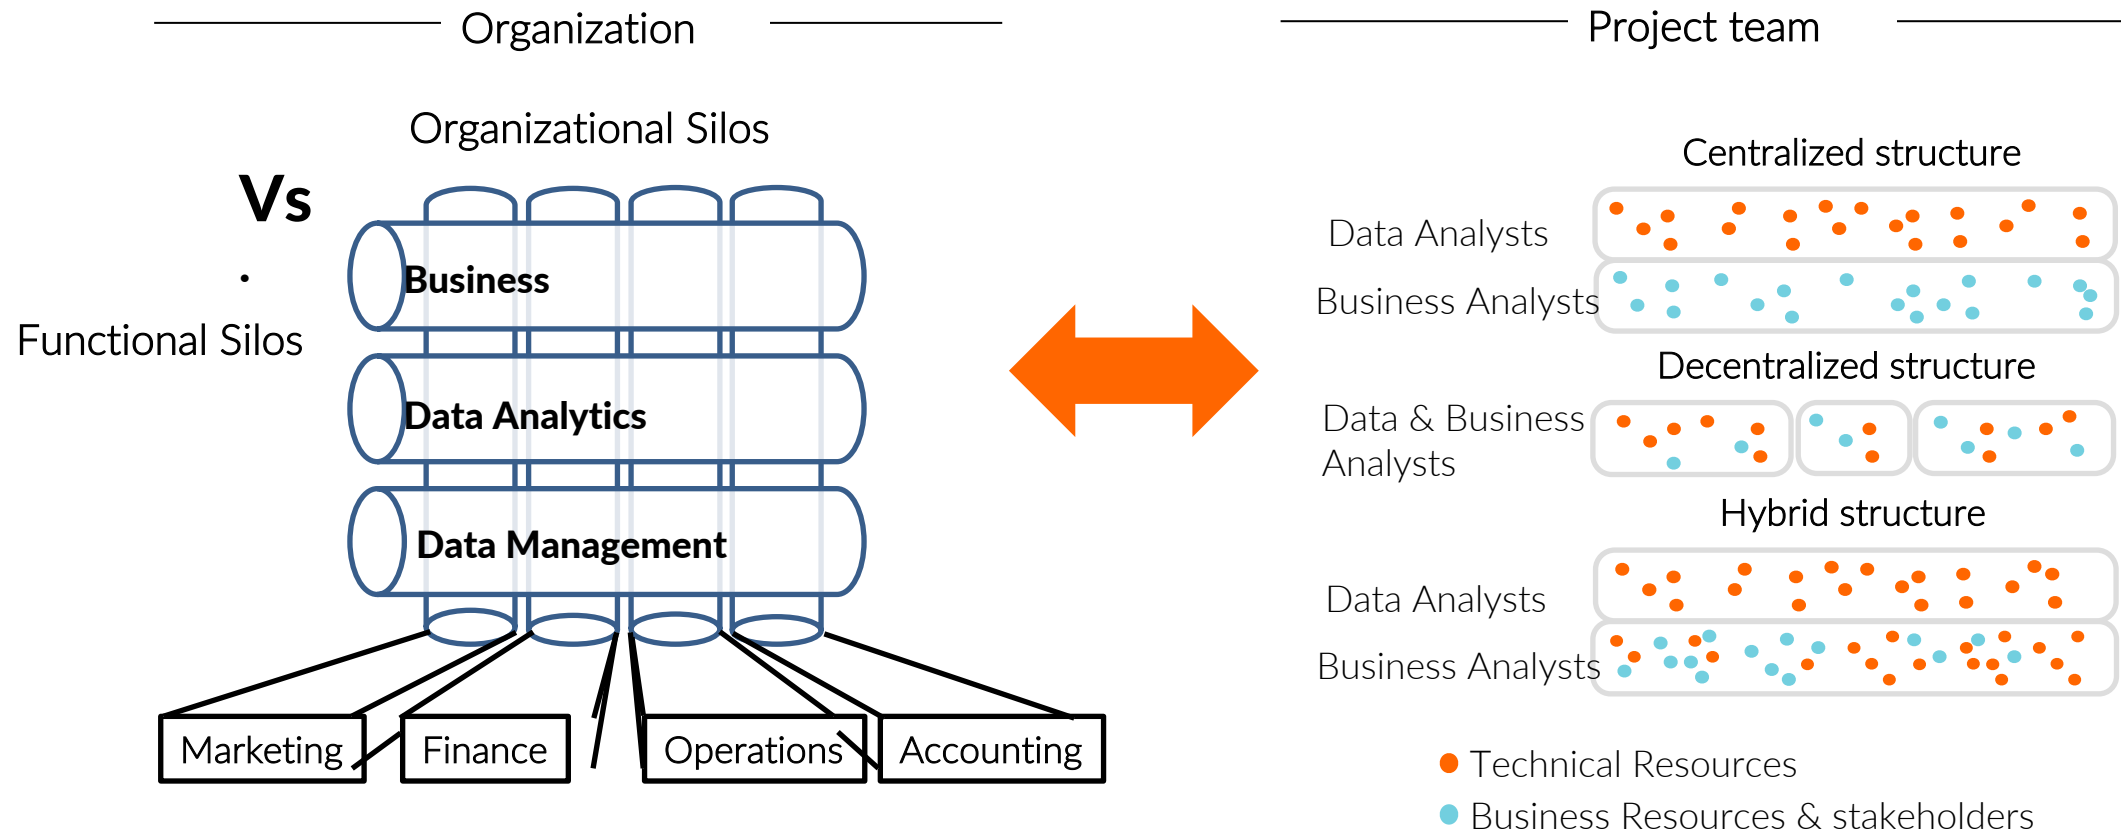 Organization
Organizational Silos
Vs
.
Functional Silos
Business
Data Analytics
Data Management
Marketing
Finance
Operations
Accounting
Project team
Centralized structure
Data Analysts
Business Analysts
Decentralized structure
Data & Business
Analysts
Hybrid structure
Data Analysts
Business Analysts
Technical Resources
Business Resources & stakeholders